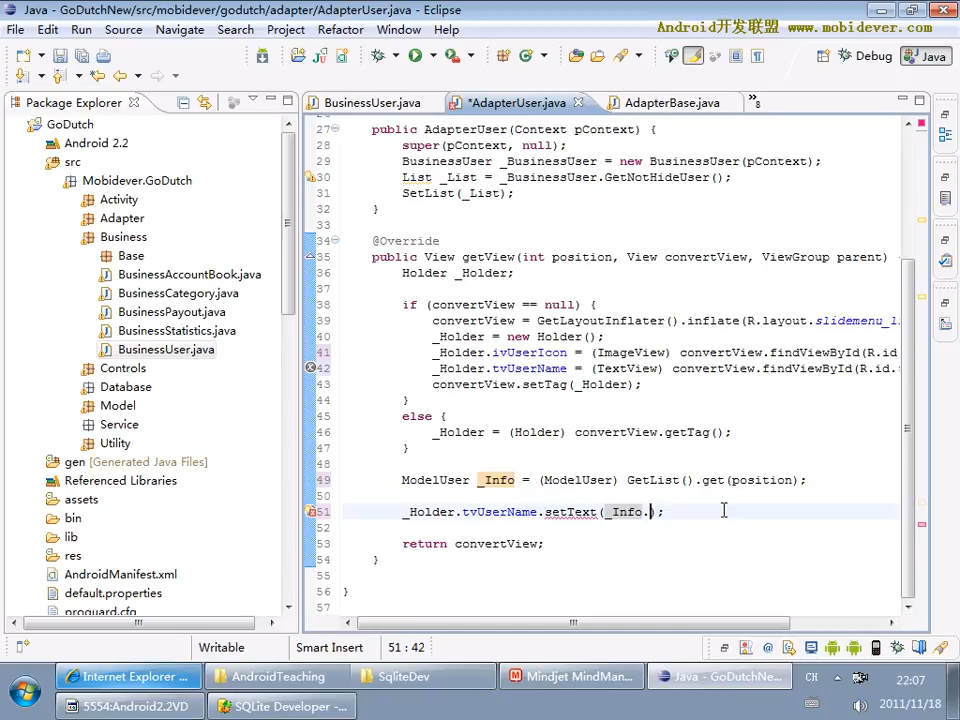 Java - GoDutchNew/src/mobidever/godutch/adapter/AdapterUser.java - Eclipse
File Edit Source Navigate Search Project Refactor Window Help
Android开发联盟 www.mobidever.com
Debug Java
Package Explorer
BusinessUser.java *AdapterUser.java AdapterBase.java »8
GoDutch
Android 2.2
src
Mobidever.GoDutch
Activity
Adapter
Business
Base
BusinessAccountBook.java
BusinessCategory.java
BusinessPayout.java
BusinessStatistics.java
BusinessUser.java
Controls
Database
Model
Service
Utility
gen [Generated Java Files]
Referenced Libraries
assets
bin
lib
res
AndroidManifest.xml
default.properties
proguard.cfg
27 public AdapterUser(Context pContext) {
28 super(pContext, null);
29 BusinessUser _BusinessUser = new BusinessUser(pContext);
30 List _List = _BusinessUser.GetNotHideUser();
31 SetList(_List);
32 }
33
34 @Override
35 public View getView(int position, View convertView, ViewGroup parent)
36 Holder _Holder;
37
38 if (convertView == null) {
39 convertView = GetLayoutInflater().inflate(R.layout.slidemenu_l
40 _Holder = new Holder();
41 _Holder.ivUserIcon = (ImageView) convertView.findViewById(R.id
42 _Holder.tvUserName = (TextView) convertView.findViewById(R.id.
43 convertView.setTag(_Holder);
44 }
45 else {
46 _Holder = (Holder) convertView.getTag();
47 }
48
49 ModelUser _Info = (ModelUser) GetList().get(position);
50
51 _Holder.tvUserName.setText(_Info.);
52
53 return convertView;
54 }
55
56 }
57
Writable Smart Insert 51 : 42
Internet Explorer ... AndroidTeaching SqliteDev Mindjet MindMan... Java - GoDutchNe... CH 22:07
5554:Android2.2VD SQLite Developer -... 2011/11/18